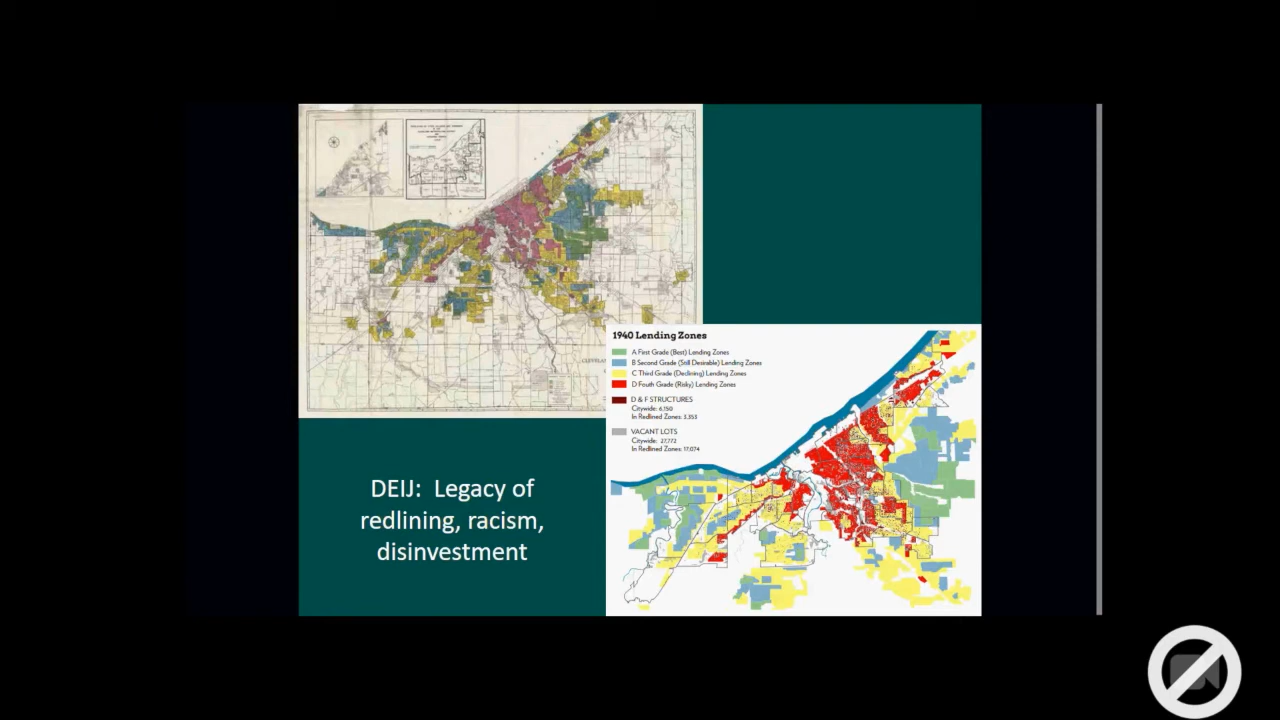 1940 Lending Zones
A First Grade (Best) Lending Zones
B Second Grade (Still Desirable) Lending Zones
C Third Grade (Declining) Lending Zones
D Fouth Grade (Risky) Lending Zones
D & F STRUCTURES
Citywide: 6,150
In Redlined Zones: 3,353
VACANT LOTS
Citywide: 27,772
In Redlined Zones: 17,074
DEIJ: Legacy of
redlining, racism,
disinvestment